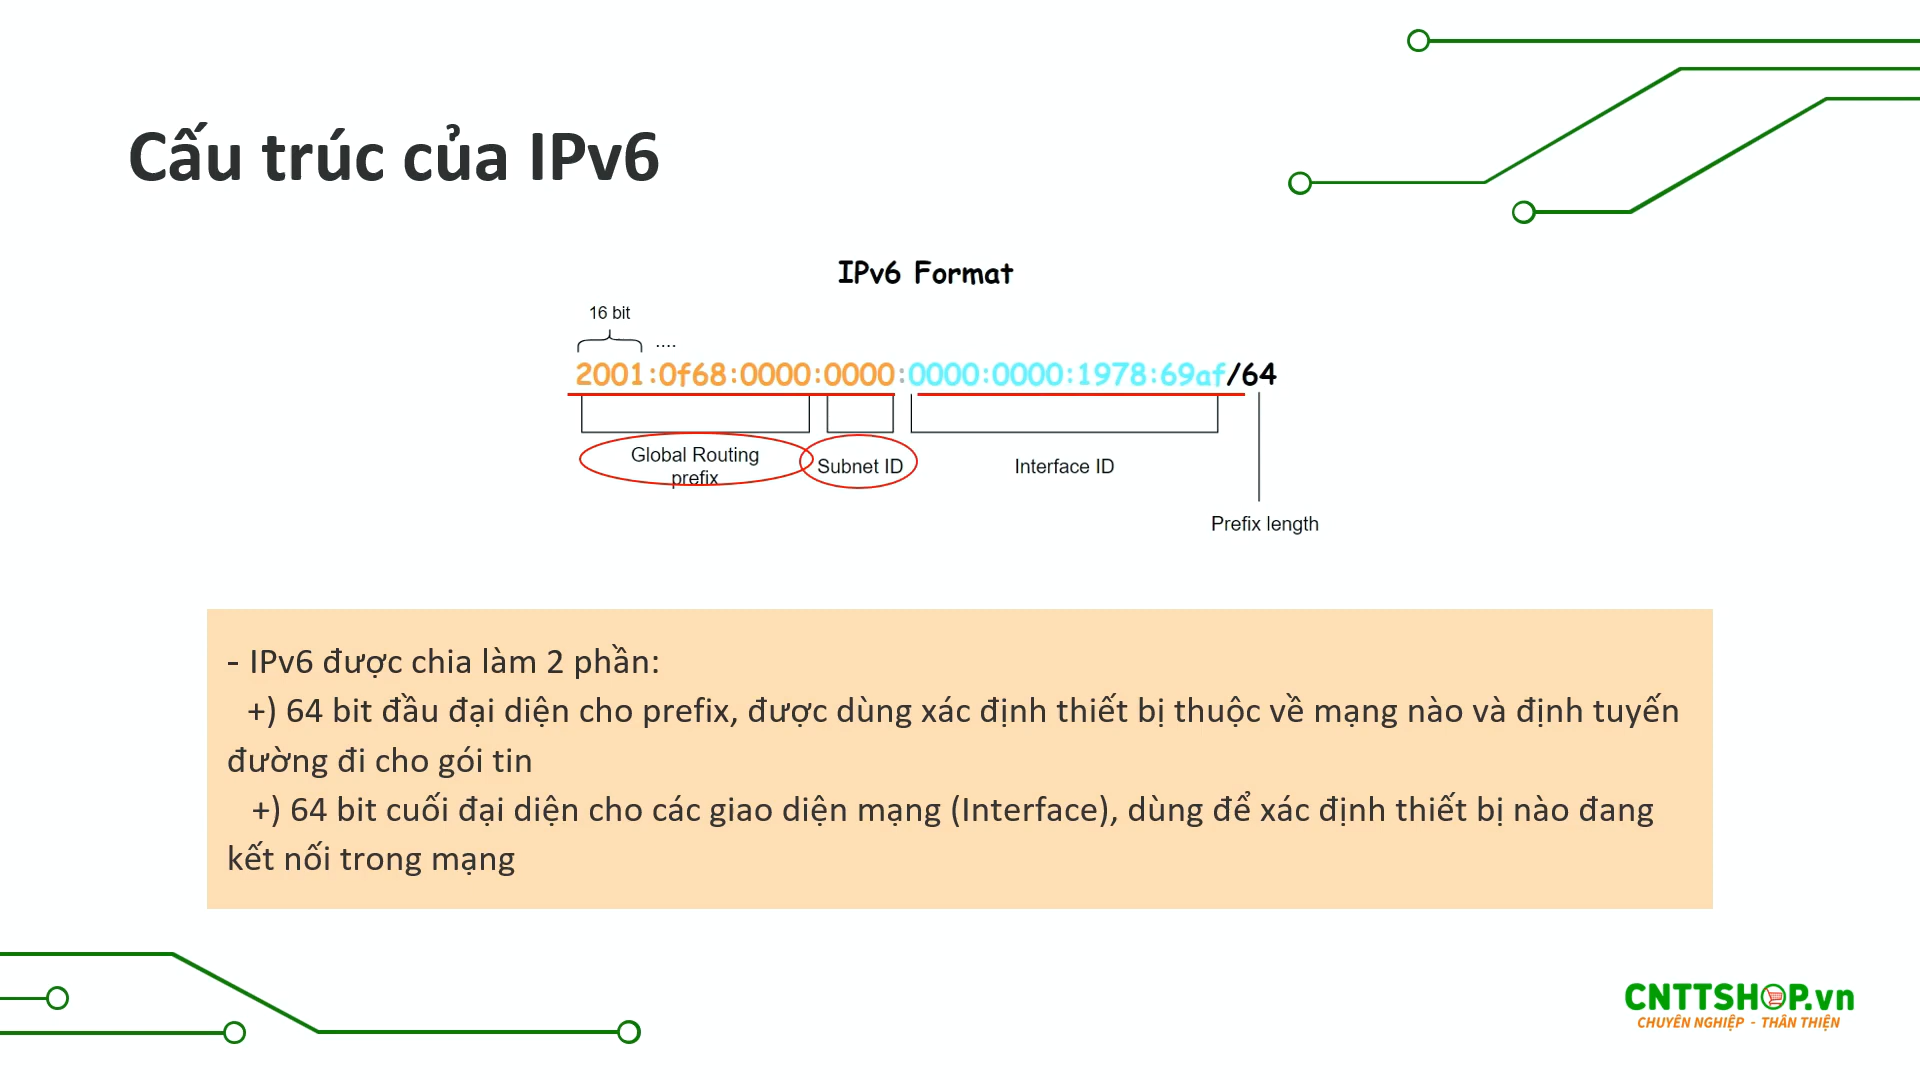 Cấu trúc của IPv6
IPv6 Format
16 bit
....
2001:0f68:0000:0000:0000:0000:1978:69af/64
Global Routing
prefix
Subnet ID
Interface ID
Prefix length
- IPv6 được chia làm 2 phần:
+) 64 bit đầu đại diện cho prefix, được dùng xác định thiết bị thuộc về mạng nào và định tuyến
đường đi cho gói tin
+) 64 bit cuối đại diện cho các giao diện mạng (Interface), dùng để xác định thiết bị nào đang
kết nối trong mạng
CNTTSHOP.vn
CHUYÊN NGHIỆP - THÂN THIỆN